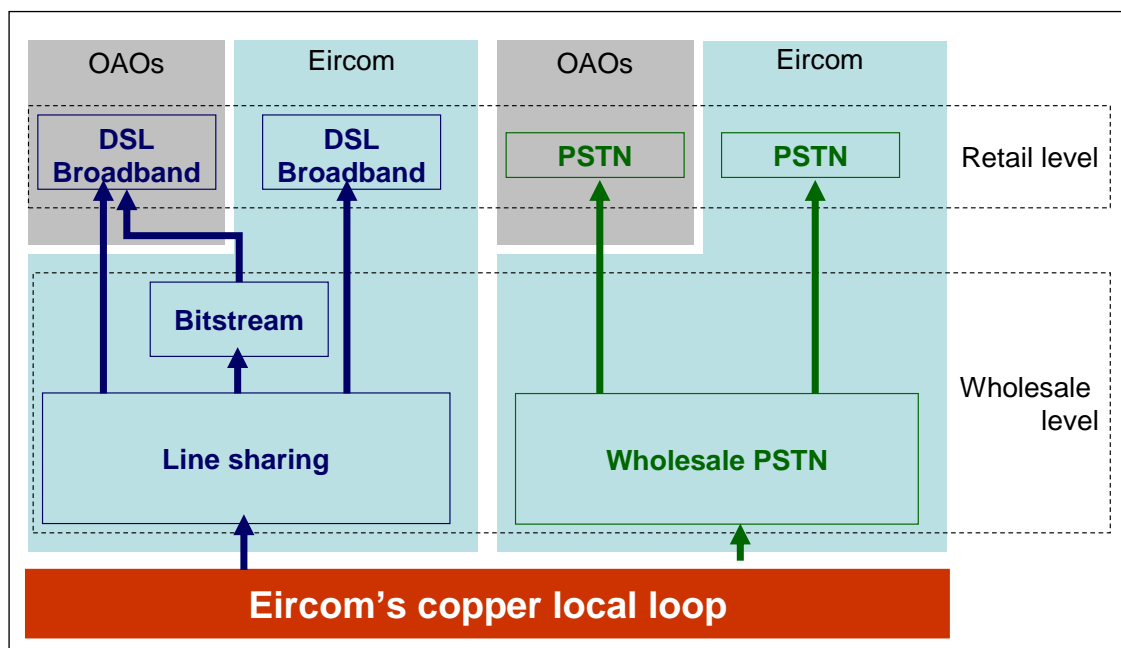 OAOs
Eircom
OAOs
Eircom
DSL
Broadband
DSL
Broadband
PSTN
PSTN
Retail level
Bitstream
Wholesale
level
Line sharing
Wholesale PSTN
Eircom’s copper local loop